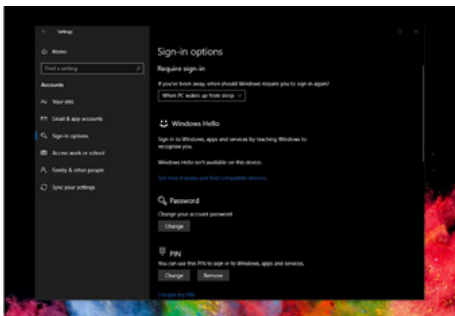 Settings
Home
Find a setting
Accounts
Your info
Email & app accounts
Sign-in options
Access work or school
Family & other people
Sync your settings
Sign-in options
Require sign-in
If you've been away, when should Windows require you to sign in again?
When PC wakes up from sleep
Windows Hello
Sign in to Windows, apps and services by teaching Windows to
recognize you.
Windows Hello isn't available on this device.
See how it works and find compatible devices.
Password
Change your account password
Change
PIN
You can use this PIN to sign in to Windows, apps and services.
Change
Remove
I forgot my PIN